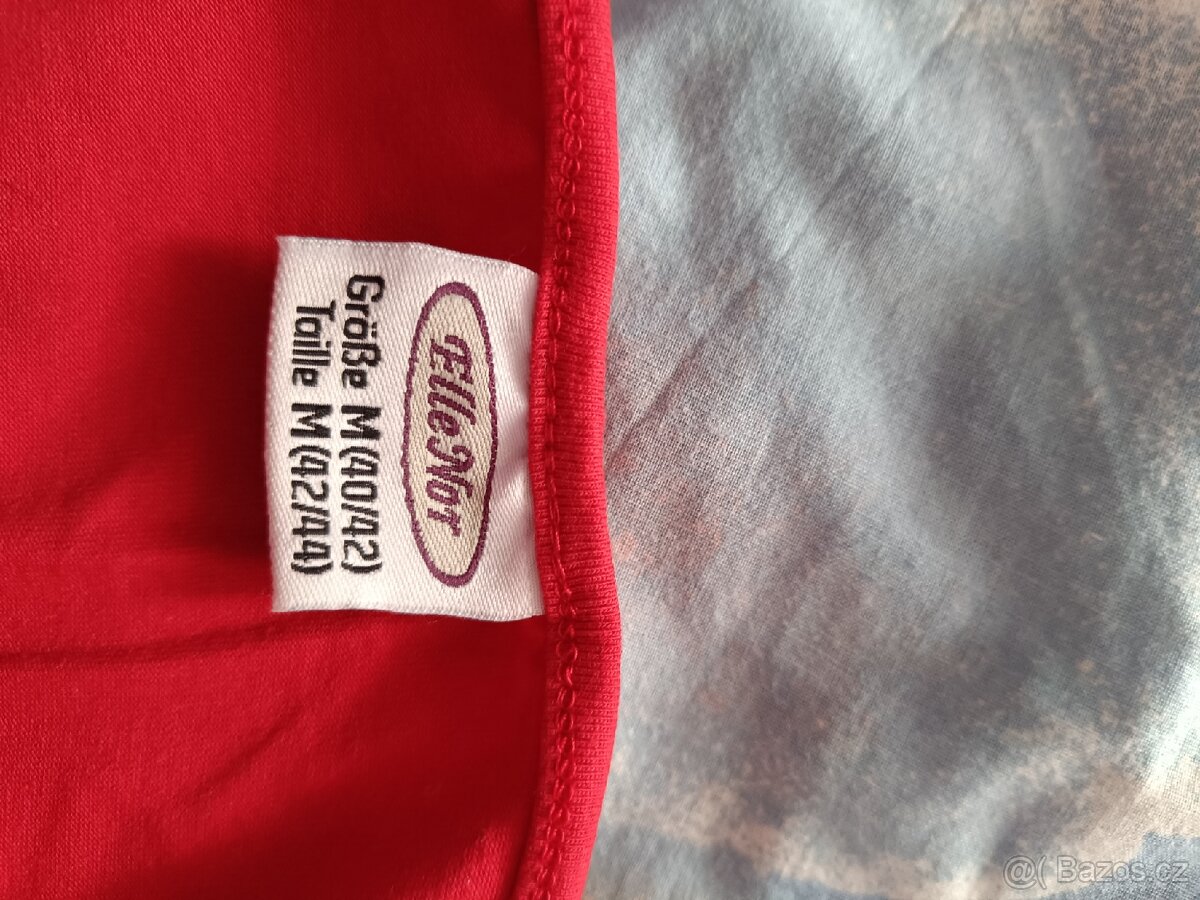 ElleNor
Größe M (40/42)
Taille M (42/44)
@( Bazos.cz